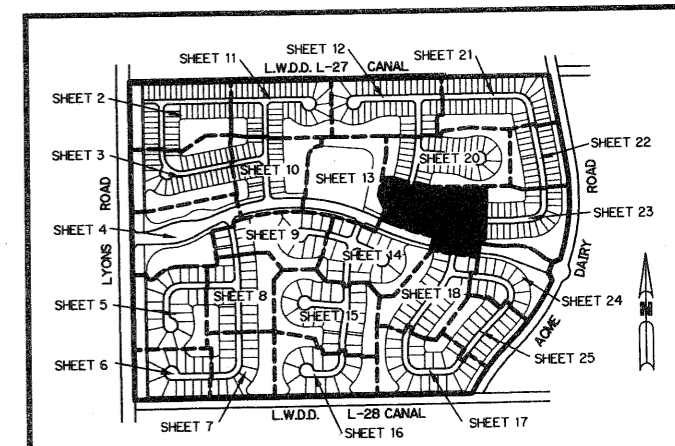 SHEET 11
SHEET 12
SHEET 21
L.W.D.D. L-27 CANAL
SHEET 2
SHEET 22
SHEET 3
SHEET 10
SHEET 13
SHEET 20
LYONS ROAD
ROAD
SHEET 4
SHEET 23
SHEET 9
SHEET 14
DAIRY
SHEET 8
SHEET 18
SHEET 24
SHEET 5
SHEET 15
ACME
N
SHEET 25
SHEET 6
L.W.D.D. L-28 CANAL
SHEET 7
SHEET 16
SHEET 17